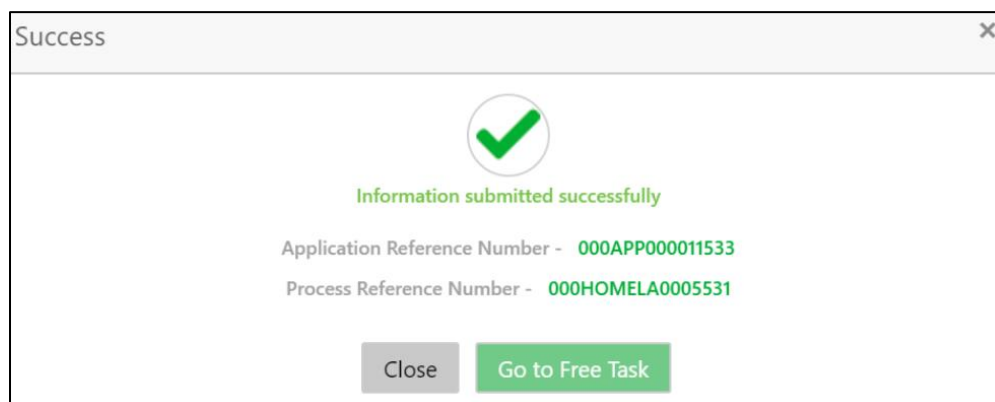 Success
Information submitted successfully
Application Reference Number - 000APP000011533
Process Reference Number - 000HOMELA0005531
Close Go to Free Task